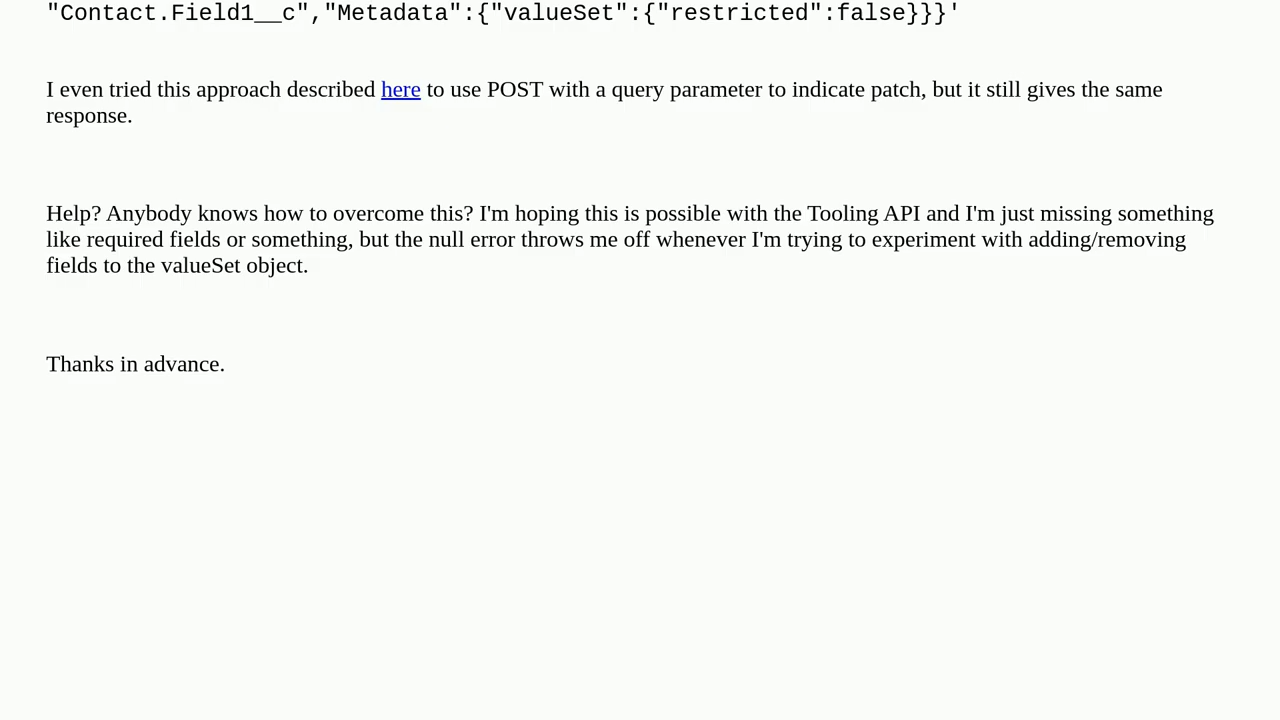 "Contact.Field1__c","Metadata":{"valueSet":{"restricted":false}}}'
I even tried this approach described here to use POST with a query parameter to indicate patch, but it still gives the same
response.
Help? Anybody knows how to overcome this? I'm hoping this is possible with the Tooling API and I'm just missing something
like required fields or something, but the null error throws me off whenever I'm trying to experiment with adding/removing
fields to the valueSet object.
Thanks in advance.